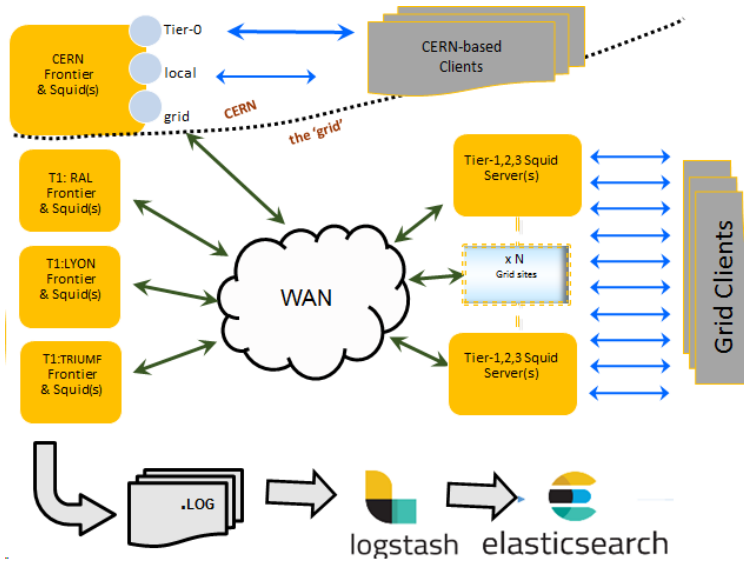 Tier-0
CERN
Frontier
& Squid(s)
local
grid
CERN-based
Clients
CERN
the 'grid'
T1: RAL
Frontier
& Squid(s)
T1:LYON
Frontier
& Squid(s)
T1:TRIUMF
Frontier
& Squid(s)
WAN
Tier-1,2,3 Squid
Server(s)
x N
Grid sites
Tier-1,2,3 Squid
Server(s)
Grid Clients
.LOG
logstash
elasticsearch